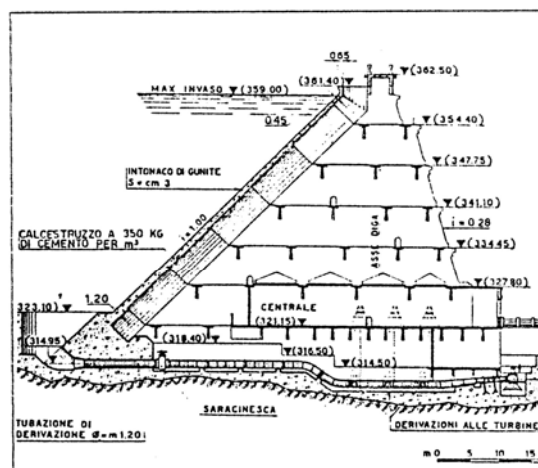 0.65
(361.40)
(362.50)
MAX INVASO (359.00)
0.45
(354.40)
INTONACO DI GUNITE
S = cm 3
(347.75)
i = 1.00
(341.10)
CALCESTRUZZO A 350 KG
DI CEMENTO PER m³
ASSE DIGA
i = 0.28
(334.45)
(327.80)
323.10)
1.20
CENTRALE
(321.15)
(314.95)
(318.40)
(316.50)
(314.50)
SARACINESCA
TUBAZIONE DI
DERIVAZIONE Ø=m 1.20 i
DERIVAZIONI ALLE TURBINE
m 0 5 10 15